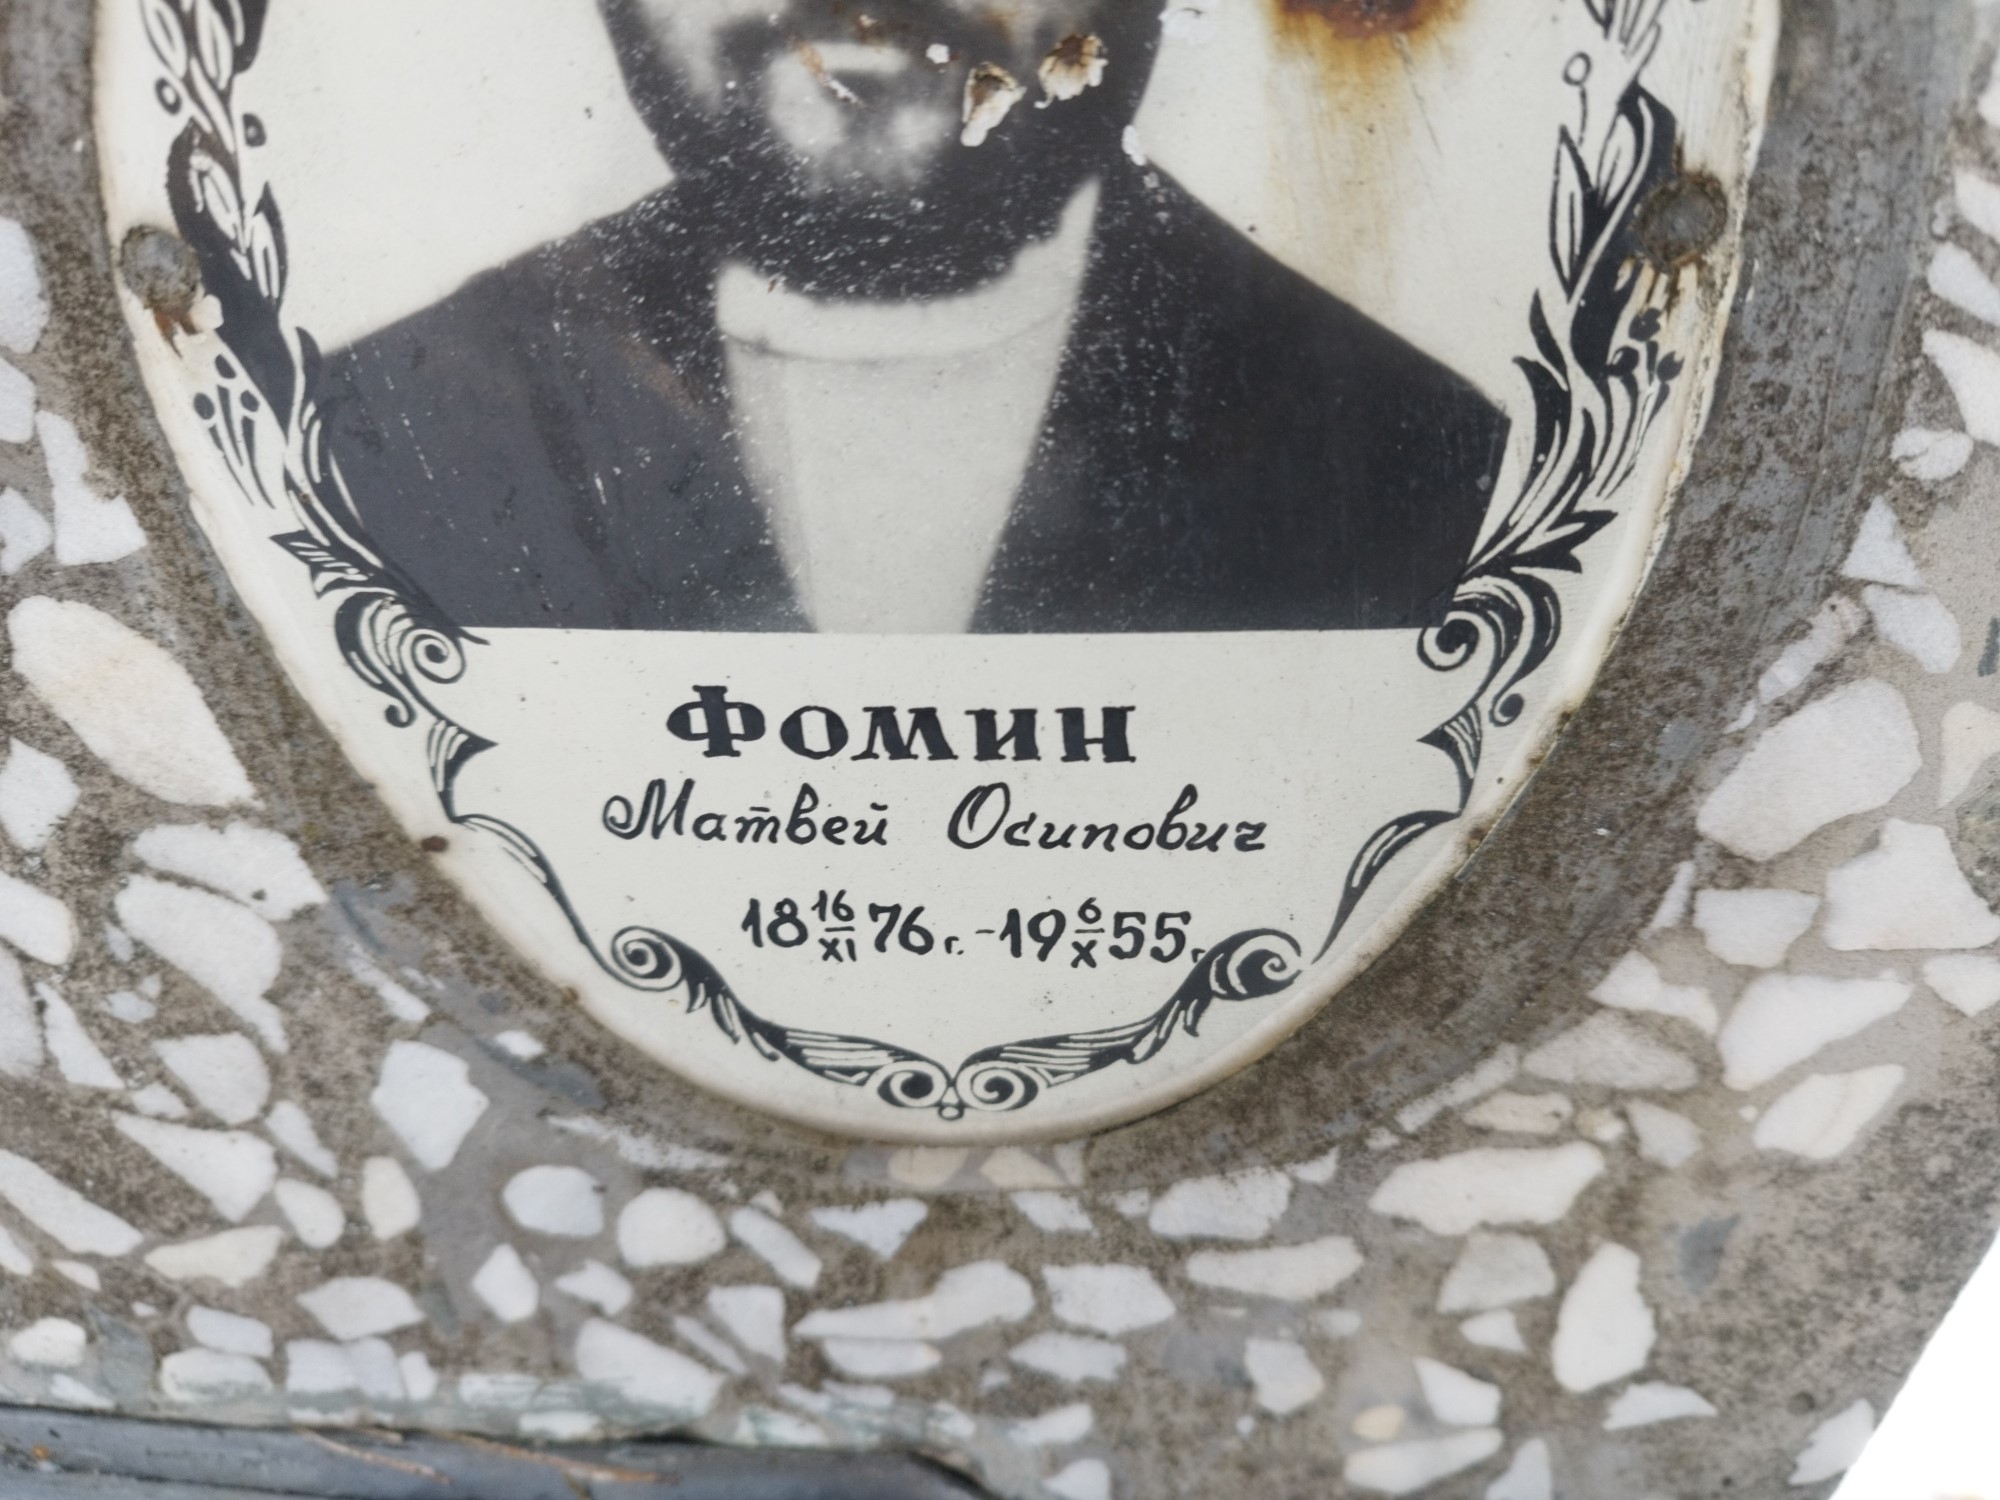 Фомин
Матвей Осипович
18 16/XI 76 г. - 19 6/X 55 г.